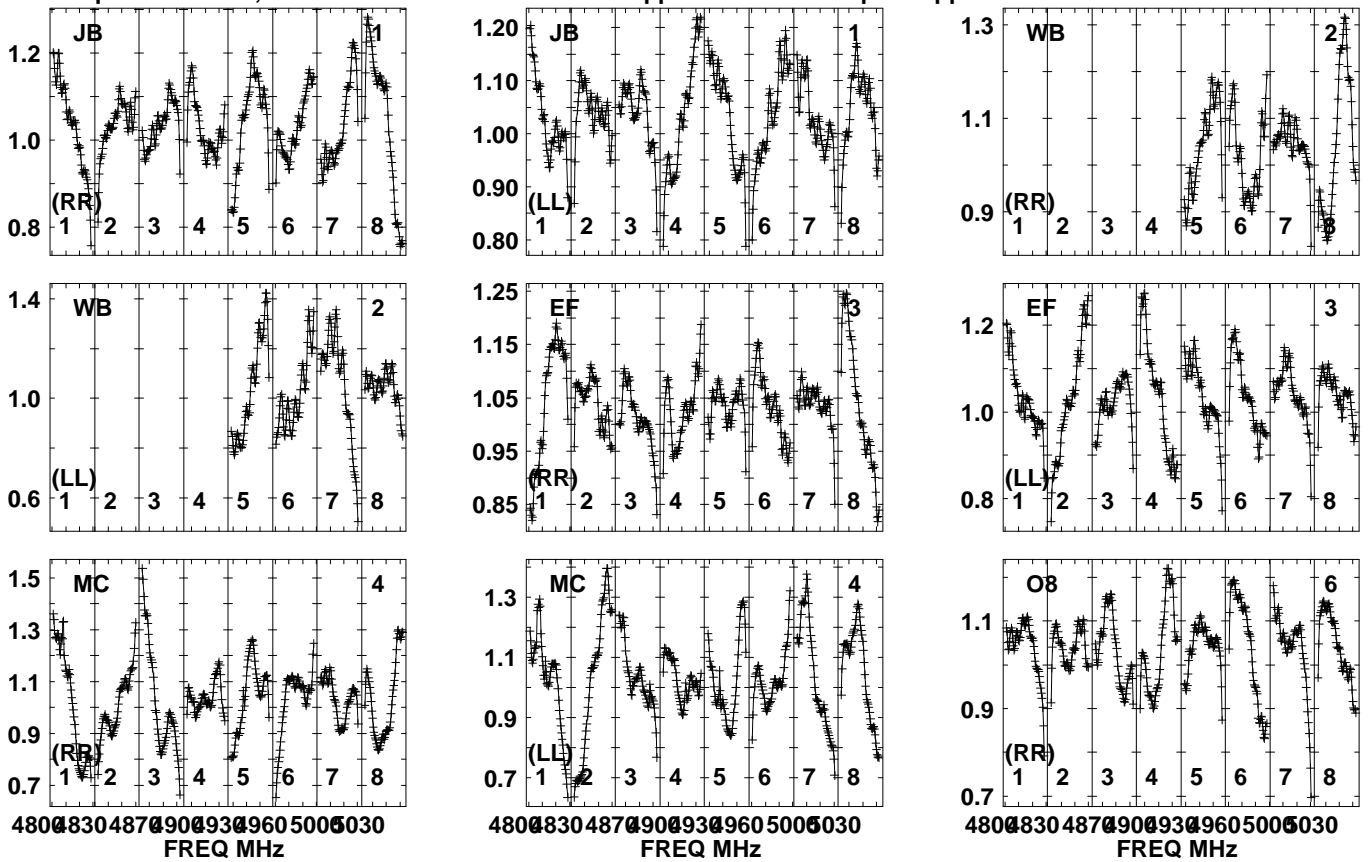 JB 1
1.2
1.0
0.8
(RR)
1 2 3 4 5 6 7 8
JB 1
1.20
1.10
1.00
0.90
0.80
(LL)
1 2 3 4 5 6 7 8
WB 2
1.3
1.1
0.9
(RR)
1 2 3 4 5 6 7 8
WB 2
1.4
1.0
0.6
(LL)
1 2 3 4 5 6 7 8
EF 3
1.25
1.15
1.05
0.95
0.85
(RR)
1 2 3 4 5 6 7 8
EF 3
1.2
1.0
0.8
(LL)
1 2 3 4 5 6 7 8
MC 4
1.5
1.3
1.1
0.9
0.7
(RR)
1 2 3 4 5 6 7 8
4800 4830 4870 4900 4930 4960 5000 5030
FREQ MHz
MC 4
1.3
1.1
0.9
0.7
(LL)
1 2 3 4 5 6 7 8
4800 4830 4870 4900 4930 4960 5000 5030
FREQ MHz
O8 6
1.1
0.9
0.7
(RR)
1 2 3 4 5 6 7 8
4800 4830 4870 4900 4930 4960 5000 5030
FREQ MHz